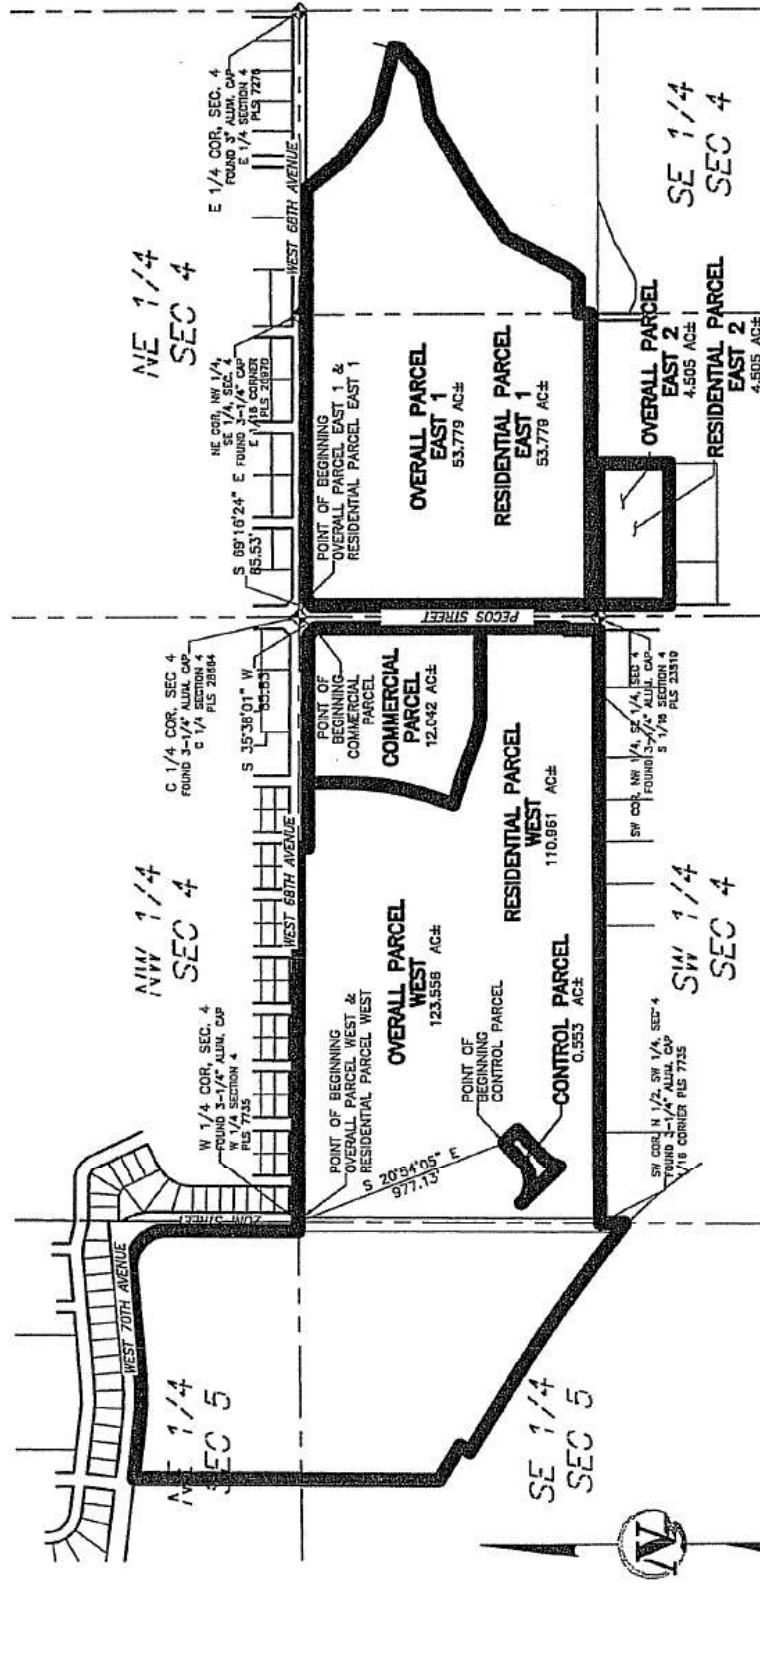 NE 1/4
SEC 4
E 1/4 COR, SEC. 4
FOUND 3" ALUM. CAP
E 1/4 SECTION 4
PLS 7276
WEST 68TH AVENUE
NE COR, NW 1/4,
SE 1/4, SEC. 4
FOUND 3-1/4" CAP
E 1/16 CORNER
PLS 20970
S 69°16'24" E
85.53'
POINT OF BEGINNING
OVERALL PARCEL EAST 1 &
RESIDENTIAL PARCEL EAST 1
OVERALL PARCEL
EAST 1
53.779 AC±
RESIDENTIAL PARCEL
EAST 1
53.779 AC±
SE 1/4
SEC 4
OVERALL PARCEL
EAST 2
4.505 AC±
RESIDENTIAL PARCEL
EAST 2
4.505 AC±
PECOS STREET
C 1/4 COR, SEC 4
FOUND 3-1/4" ALUM. CAP
C 1/4 SECTION 4
PLS 28664
S 35°38'01" W
POINT OF
BEGINNING
COMMERCIAL
PARCEL
COMMERCIAL
PARCEL
12.042 AC±
SW COR, NW 1/4, SE 1/4, SEC 4
FOUND 3-1/4" ALUM. CAP
S 1/16 SECTION 4
PLS 23519
NW 1/4
SEC 4
WEST 68TH AVENUE
RESIDENTIAL PARCEL
WEST
110.961 AC±
OVERALL PARCEL
WEST
123.556 AC±
SW 1/4
SEC 4
W 1/4 COR, SEC. 4
FOUND 3-1/4" ALUM. CAP
W 1/4 SECTION 4
PLS 7735
POINT OF BEGINNING
OVERALL PARCEL WEST &
RESIDENTIAL PARCEL WEST
S 20°54'05" E
977.13'
POINT OF
BEGINNING
CONTROL PARCEL
CONTROL PARCEL
0.553 AC±
SW COR, N 1/2, SW 1/4, SEC 4
FOUND 3-1/4" ALUM. CAP
1/16 CORNER PLS 7735
ZUNI STREET
WEST 70TH AVENUE
NE 1/4
SEC 5
SE 1/4
SEC 5
N